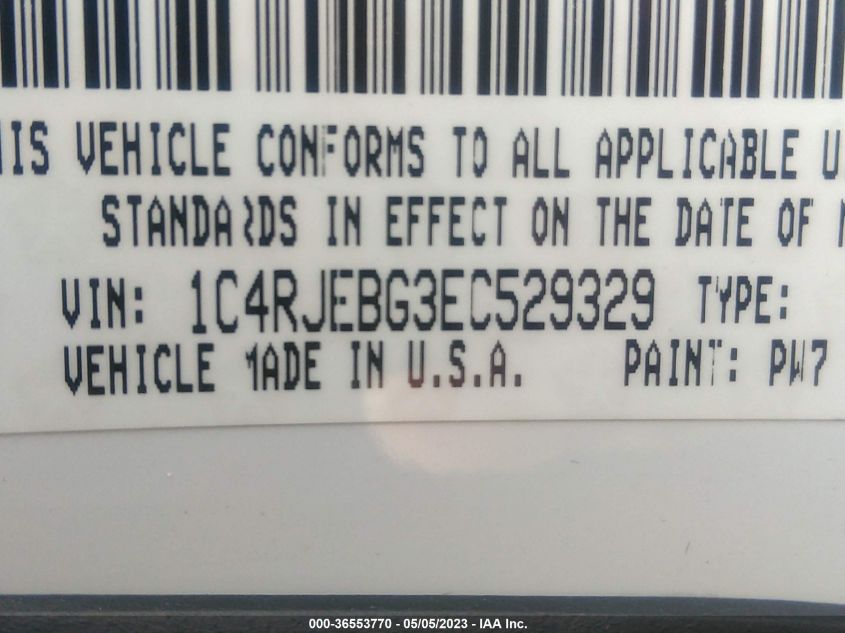 HIS VEHICLE CONFORMS TO ALL APPLICABLE U
STANDARDS IN EFFECT ON THE DATE OF
VIN: 1C4RJEBG3EC529329 TYPE:
VEHICLE MADE IN U.S.A. PAINT: PW7
000-36553770 - 05/05/2023 - IAA Inc.